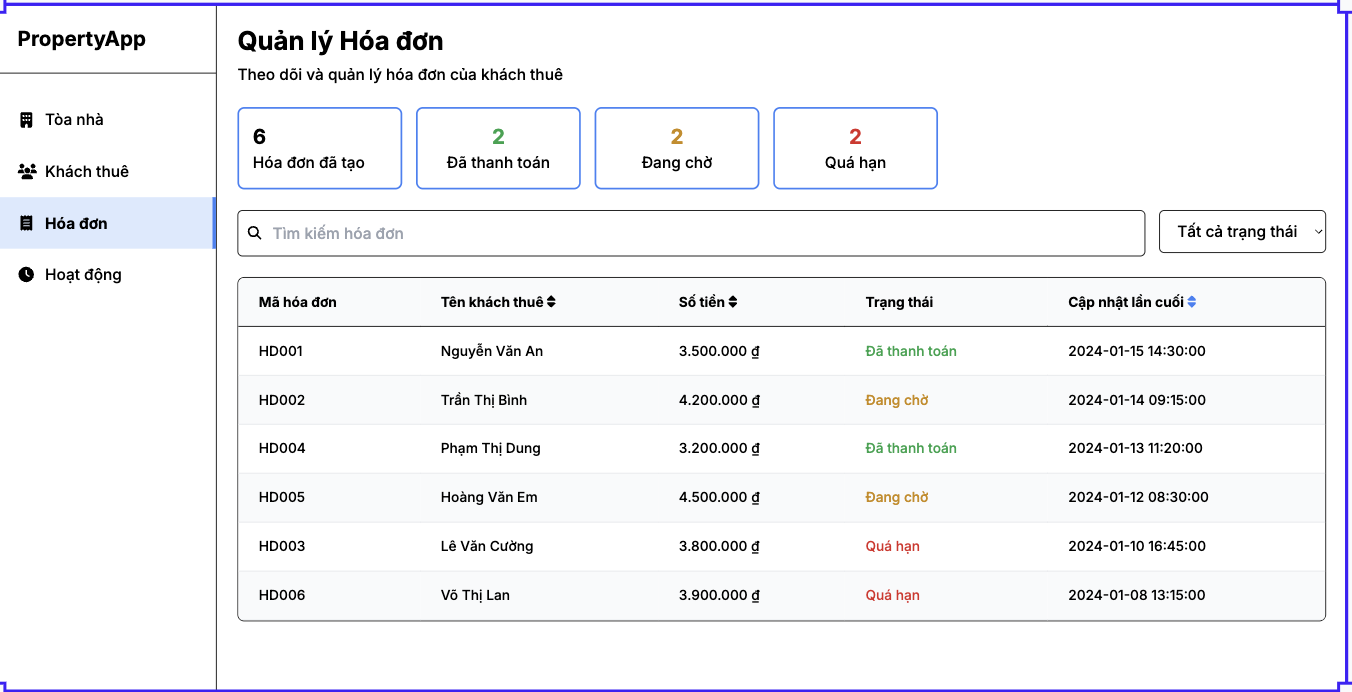 PropertyApp
Tòa nhà
Khách thuê
Hóa đơn
Hoạt động
Quản lý Hóa đơn
Theo dõi và quản lý hóa đơn của khách thuê
6
Hóa đơn đã tạo
2
Đã thanh toán
2
Đang chờ
2
Quá hạn
Tìm kiếm hóa đơn
Tất cả trạng thái
Mã hóa đơn Tên khách thuê Số tiền Trạng thái Cập nhật lần cuối
HD001 Nguyễn Văn An 3.500.000 ₫ Đã thanh toán 2024-01-15 14:30:00
HD002 Trần Thị Bình 4.200.000 ₫ Đang chờ 2024-01-14 09:15:00
HD004 Phạm Thị Dung 3.200.000 ₫ Đã thanh toán 2024-01-13 11:20:00
HD005 Hoàng Văn Em 4.500.000 ₫ Đang chờ 2024-01-12 08:30:00
HD003 Lê Văn Cường 3.800.000 ₫ Quá hạn 2024-01-10 16:45:00
HD006 Võ Thị Lan 3.900.000 ₫ Quá hạn 2024-01-08 13:15:00